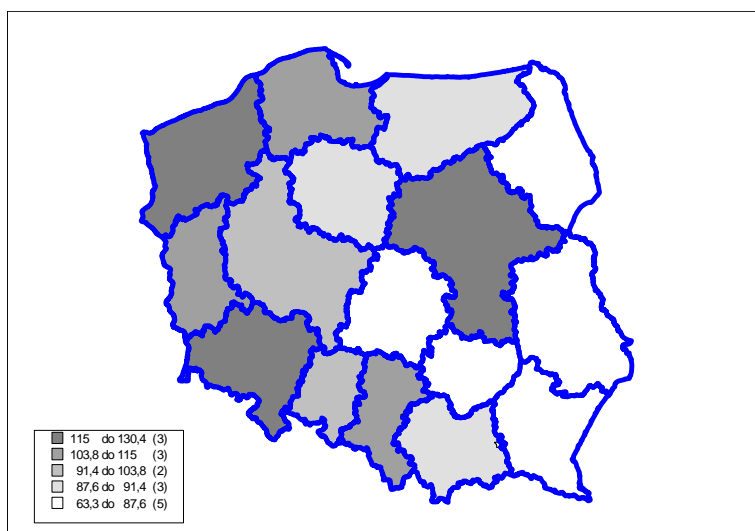 115 do 130,4 (3)
103,8 do 115 (3)
91,4 do 103,8 (2)
87,6 do 91,4 (3)
63,3 do 87,6 (5)